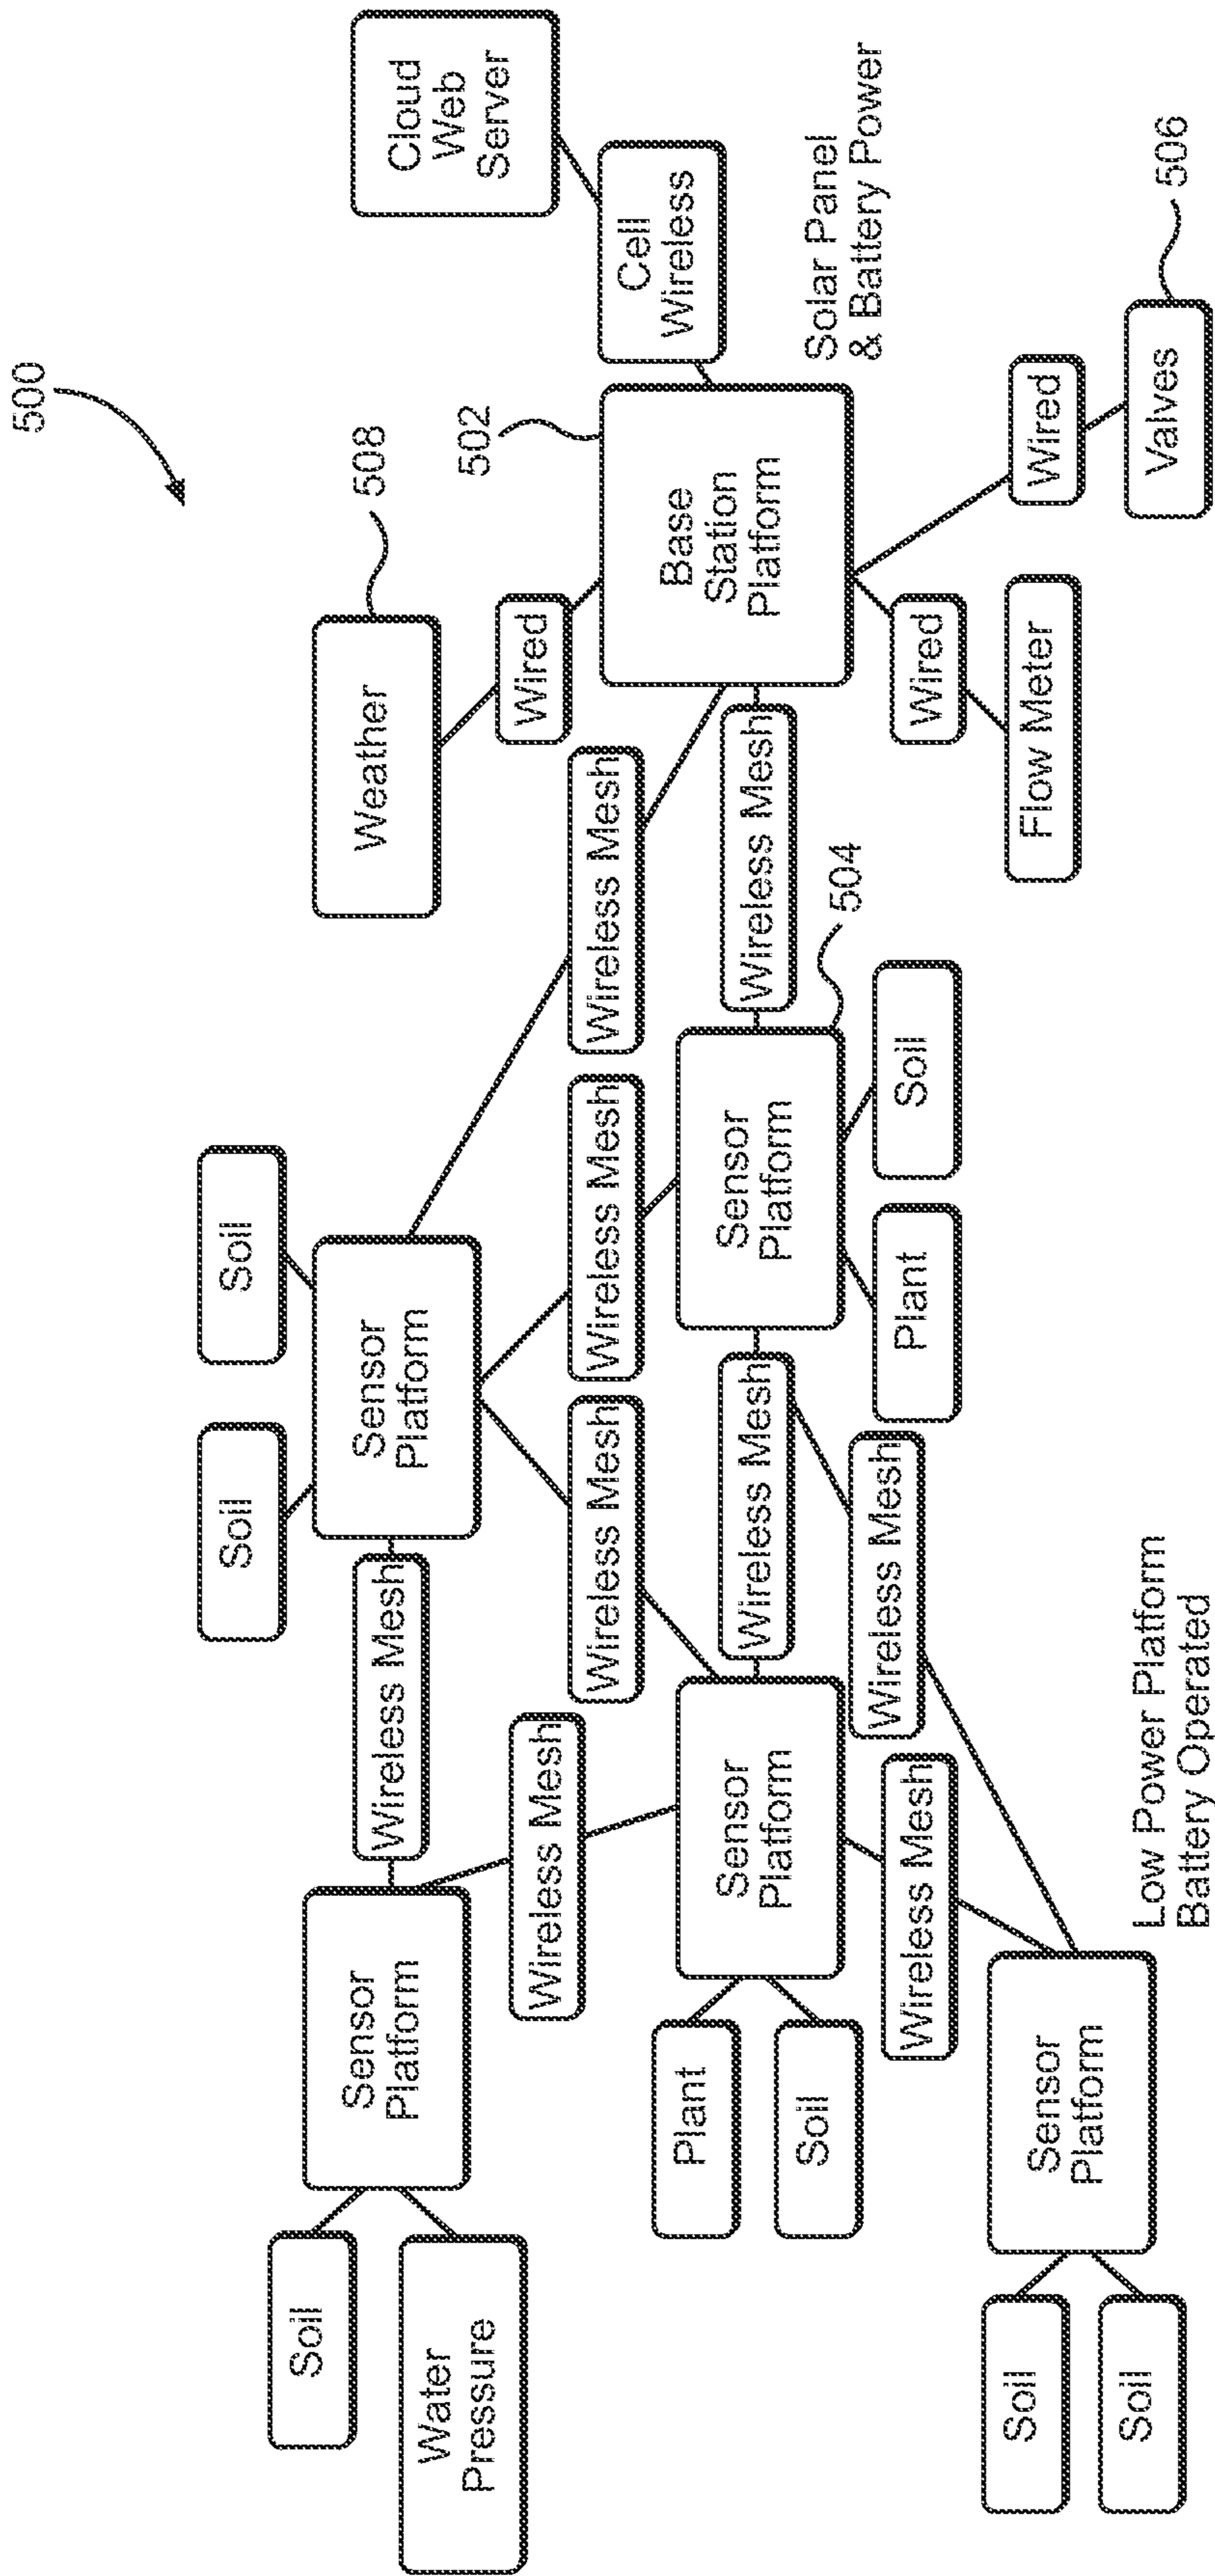 500
Soil
Soil
Soil
Sensor
Platform
Wireless Mesh
Sensor
Platform
Weather
508
Cloud
Web
Server
Water
Pressure
502
Wired
Wireless Mesh
Wireless Mesh
Wireless Mesh
Wireless Mesh
Cell
Wireless
Plant
Base
Station
Platform
Sensor
Platform
Wireless Mesh
Sensor
Platform
Wireless Mesh
Soil
Solar Panel
& Battery Power
504
Wireless Mesh
Plant
Soil
Wired
Wireless Mesh
Soil
Flow Meter
Wired
Sensor
Platform
Soil
Low Power Platform
Battery Operated
Valves
506